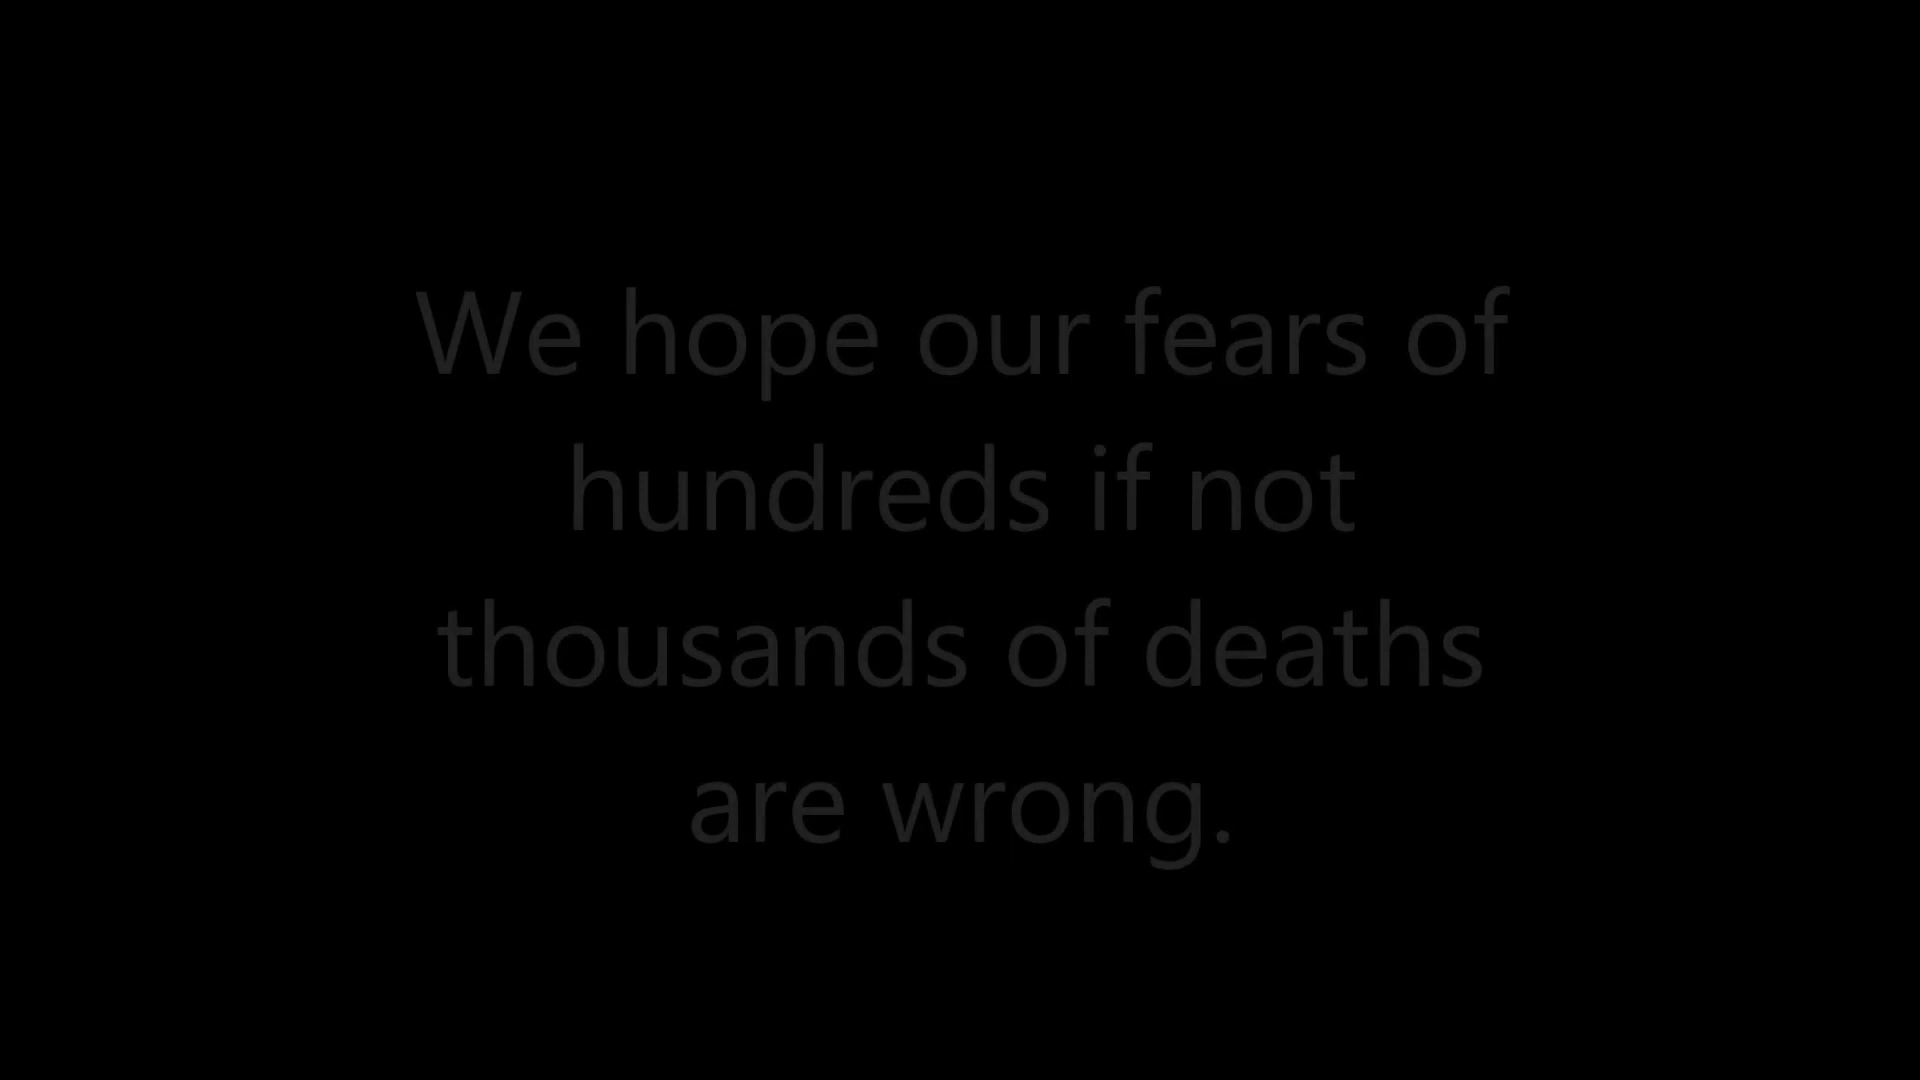 We hope our fears of
hundreds if not
thousands of deaths
are wrong.